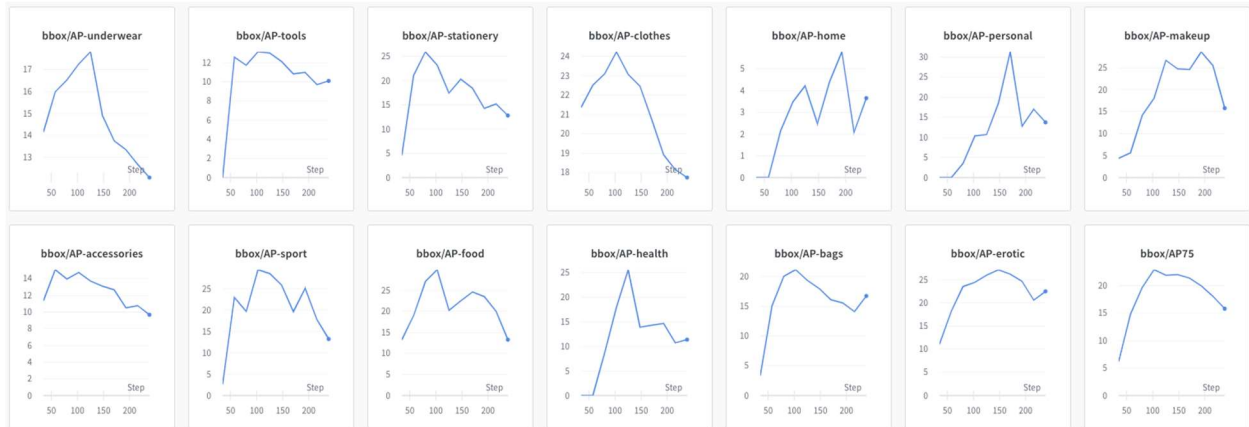 bbox/AP-underwear
17
16
15
14
13
Step
50 100 150 200
bbox/AP-tools
12
10
8
6
4
2
0
Step
50 100 150 200
bbox/AP-stationery
25
20
15
10
5
0
Step
50 100 150 200
bbox/AP-clothes
24
23
22
21
20
19
18
Step
50 100 150 200
bbox/AP-home
5
4
3
2
1
0
Step
50 100 150 200
bbox/AP-personal
30
25
20
15
10
5
0
Step
50 100 150 200
bbox/AP-makeup
25
20
15
10
5
0
Step
50 100 150 200
bbox/AP-accessories
14
12
10
8
6
4
2
0
Step
50 100 150 200
bbox/AP-sport
25
20
15
10
5
0
Step
50 100 150 200
bbox/AP-food
25
20
15
10
5
0
Step
50 100 150 200
bbox/AP-health
25
20
15
10
5
0
Step
50 100 150 200
bbox/AP-bags
20
15
10
5
0
Step
50 100 150 200
bbox/AP-erotic
25
20
15
10
5
0
Step
50 100 150 200
bbox/AP75
20
15
10
5
0
Step
50 100 150 200